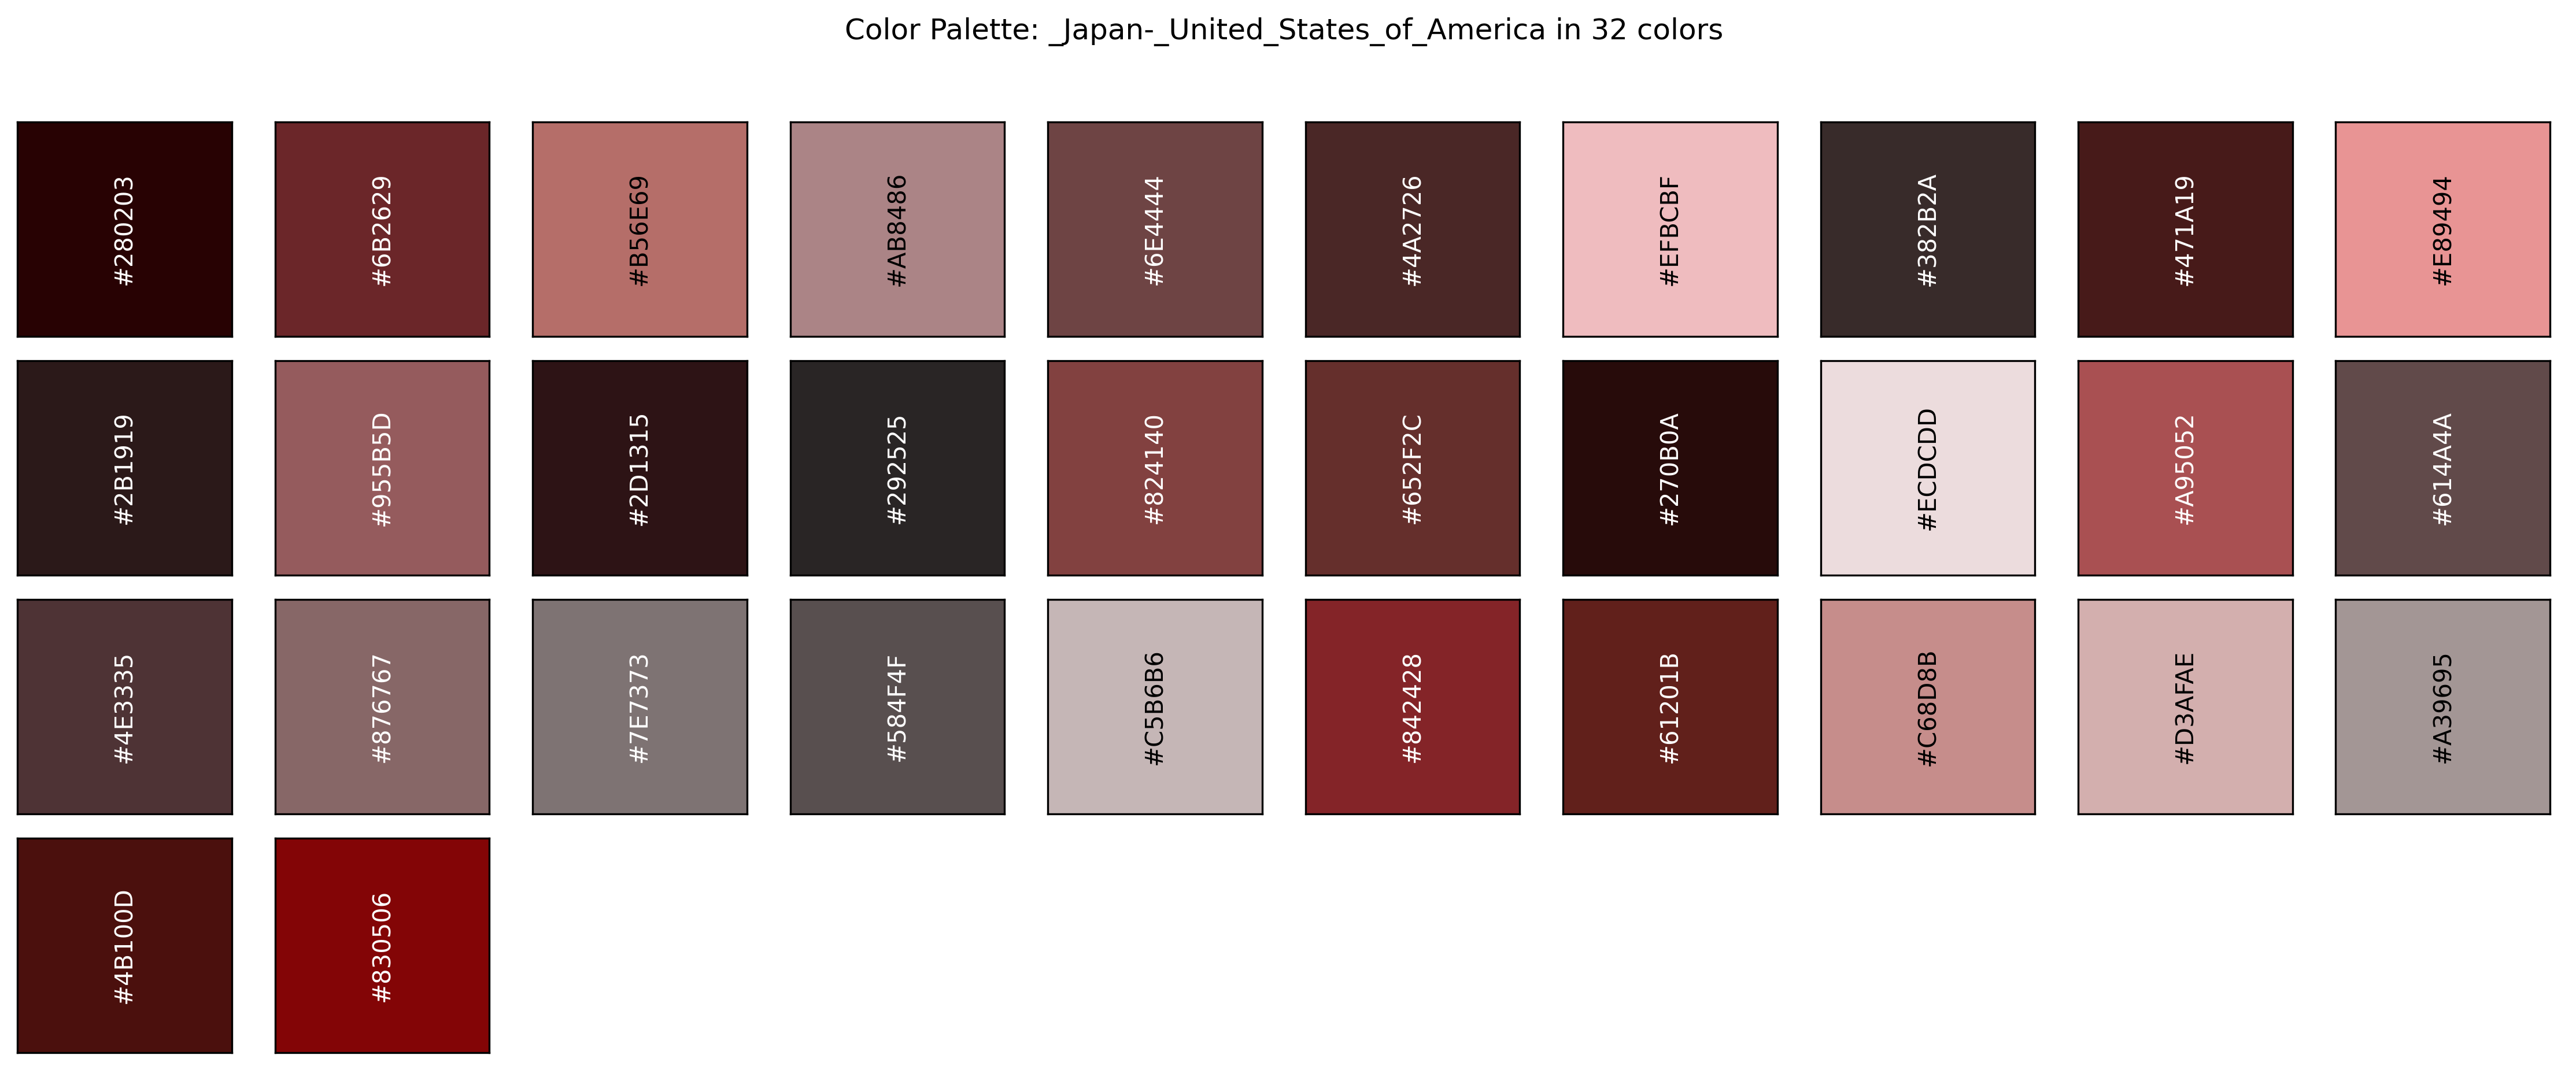 Color Palette: _Japan-_United_States_of_America in 32 colors
#280203
#6B2629
#B56E69
#AB8486
#6E4444
#4A2726
#EFBCBF
#382B2A
#471A19
#E89494
#2B1919
#955B5D
#2D1315
#292525
#824140
#652F2C
#270B0A
#ECDCDD
#A95052
#614A4A
#4E3335
#876767
#7E7373
#584F4F
#C5B6B6
#842428
#61201B
#C68D8B
#D3AFAE
#A39695
#4B100D
#830506